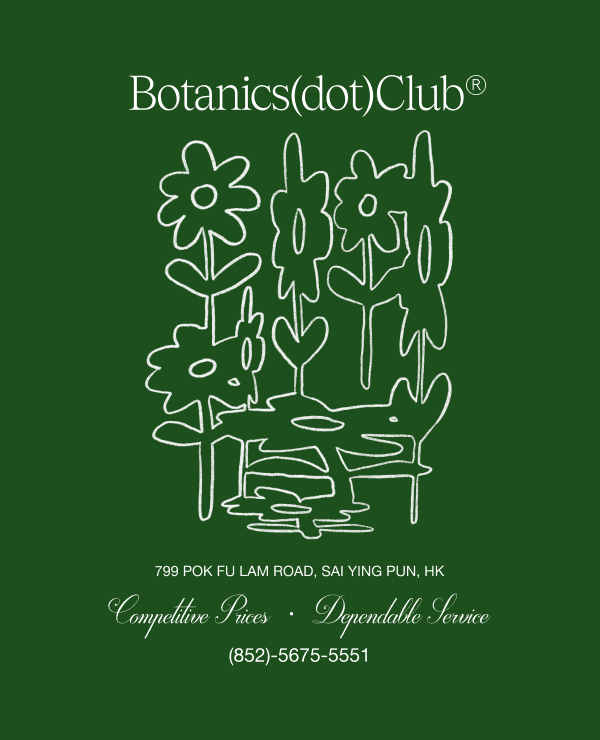 Botanics(dot)Club®
799 POK FU LAM ROAD, SAI YING PUN, HK
Competitive Prices · Dependable Service
(852)-5675-5551